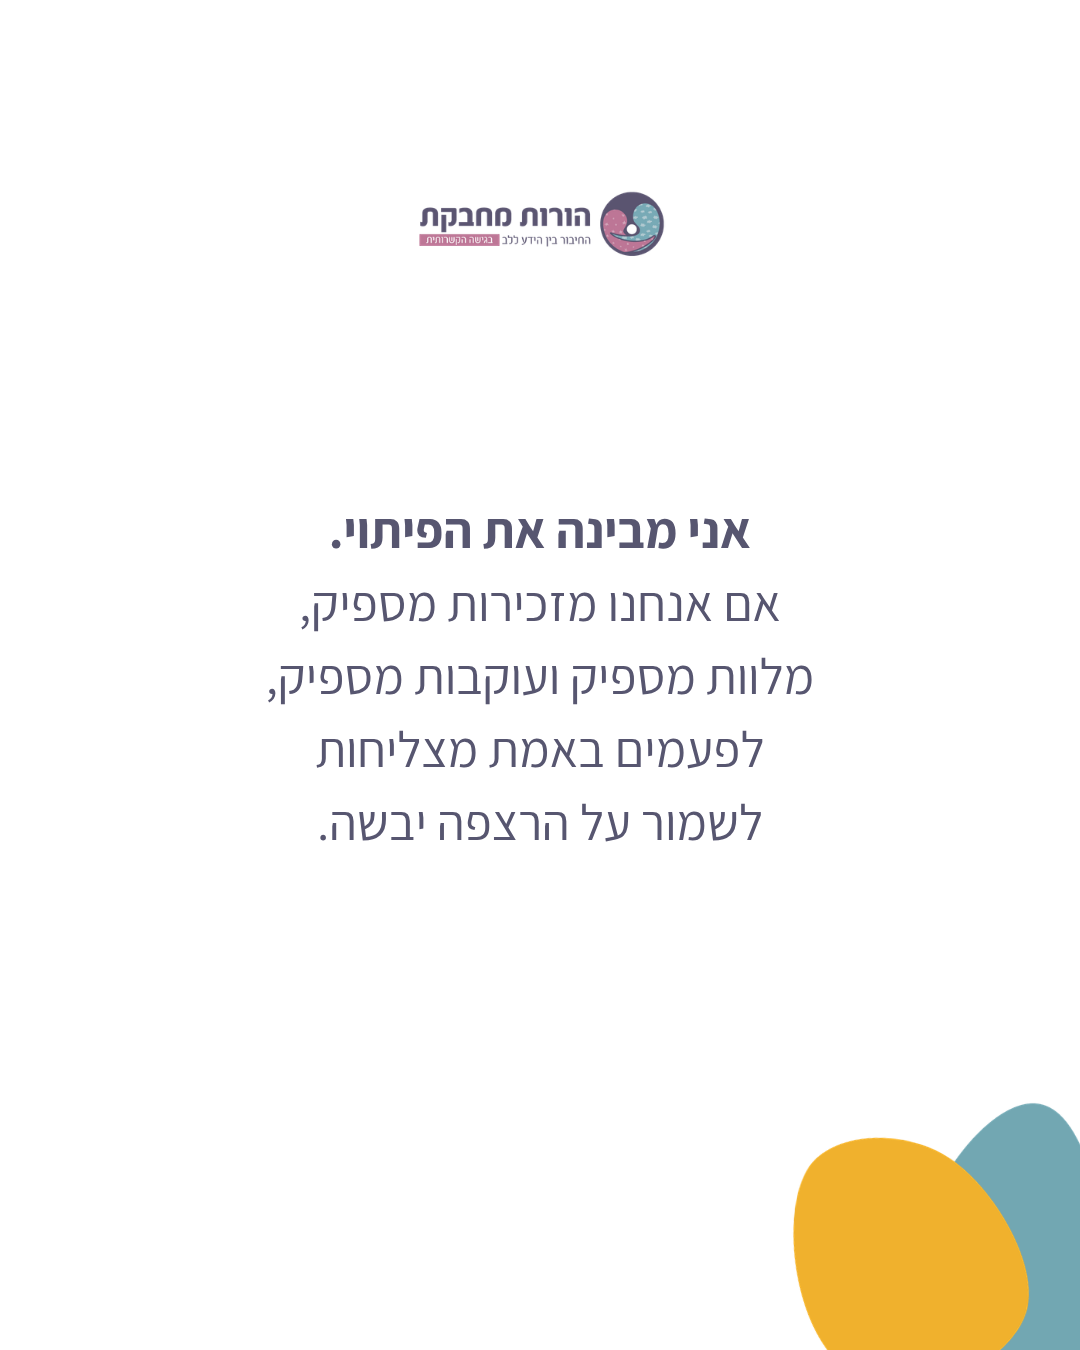 הורות מחבקת
החיבור בין הידע ללב בגישה הקשרותית
אני מבינה את הפיתוי.
אם אנחנו מזכירות מספיק,
מלוות מספיק ועוקבות מספיק,
לפעמים באמת מצליחות
לשמור על הרצפה יבשה.